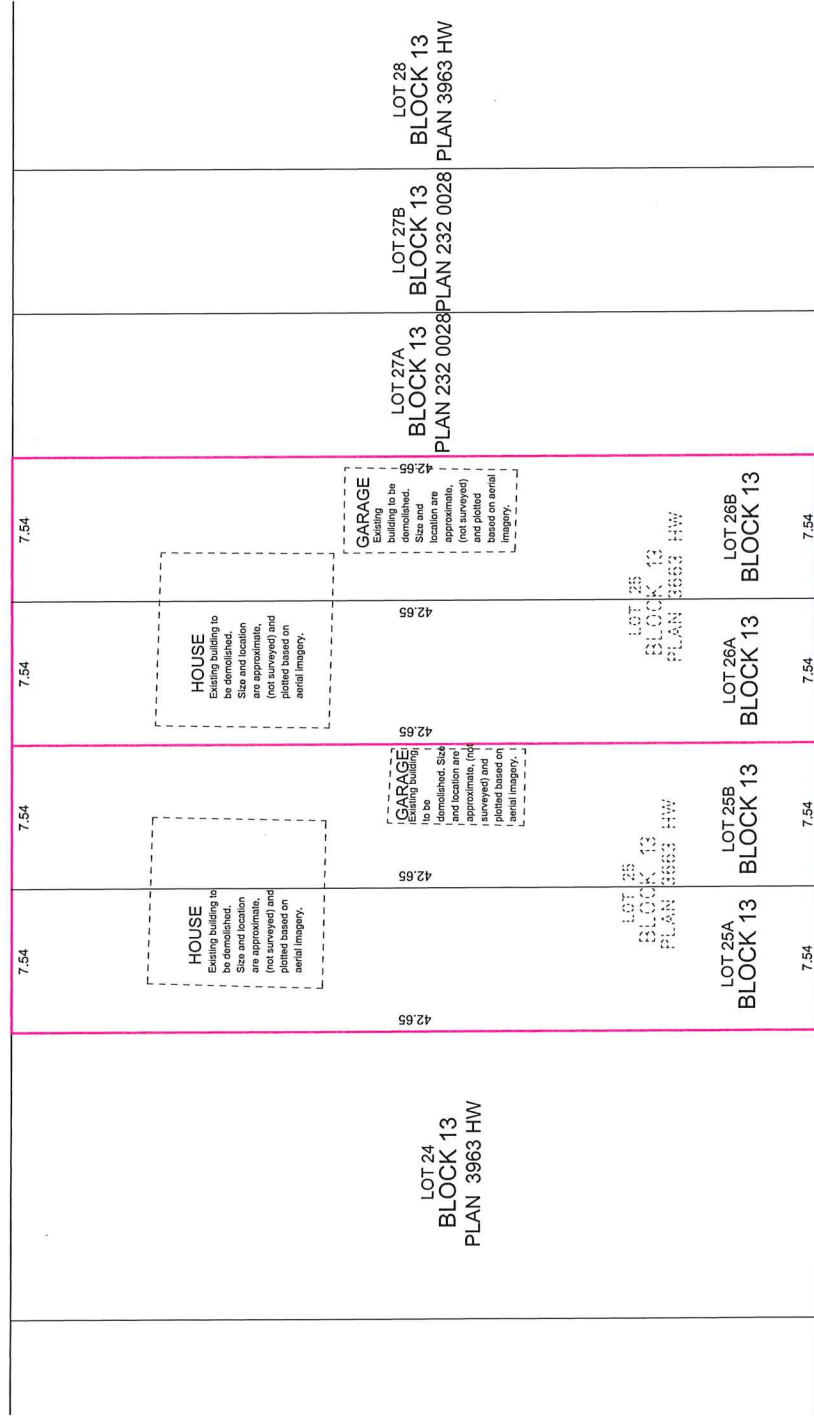 LOT 28
BLOCK 13
PLAN 3963 HW
LOT 27B
BLOCK 13
PLAN 232 0028
LOT 27A
BLOCK 13
PLAN 232 0028
7.54
42.65
GARAGE
Existing
building to be
demolished.
Size and
location are
approximate,
(not surveyed)
and plotted
based on aerial
imagery.
LOT 25
BLOCK 13
PLAN 3663 HW
LOT 26B
BLOCK 13
7.54
7.54
HOUSE
Existing building to
be demolished.
Size and location
are approximate,
(not surveyed) and
plotted based on
aerial imagery.
42.65
LOT 26A
BLOCK 13
7.54
42.65
7.54
GARAGE
Existing building
to be
demolished. Size
and location are
approximate, (not
surveyed) and
plotted based on
aerial imagery.
LOT 25
BLOCK 13
PLAN 3663 HW
LOT 25B
BLOCK 13
7.54
7.54
HOUSE
Existing building to
be demolished.
Size and location
are approximate,
(not surveyed) and
plotted based on
aerial imagery.
42.65
LOT 25A
BLOCK 13
7.54
42.65
LOT 24
BLOCK 13
PLAN 3963 HW